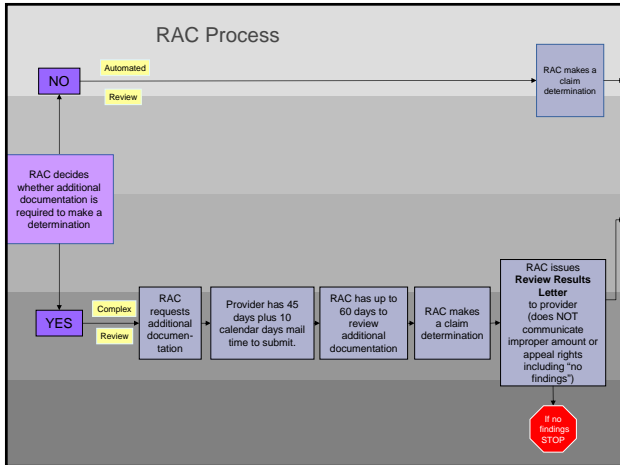 RAC Process
NO
Automated
Review
RAC makes a
claim
determination
RAC decides
whether additional
documentation is
required to make a
determination
YES
Complex
Review
RAC
requests
additional
documen-
tation
Provider has 45
days plus 10
calendar days mail
time to submit.
RAC has up to
60 days to
review
additional
documentation
RAC makes
a claim
determination
RAC issues
Review Results
Letter
to provider
(does NOT
communicate
improper amount or
appeal rights
including “no
findings”)
If no
findings
STOP